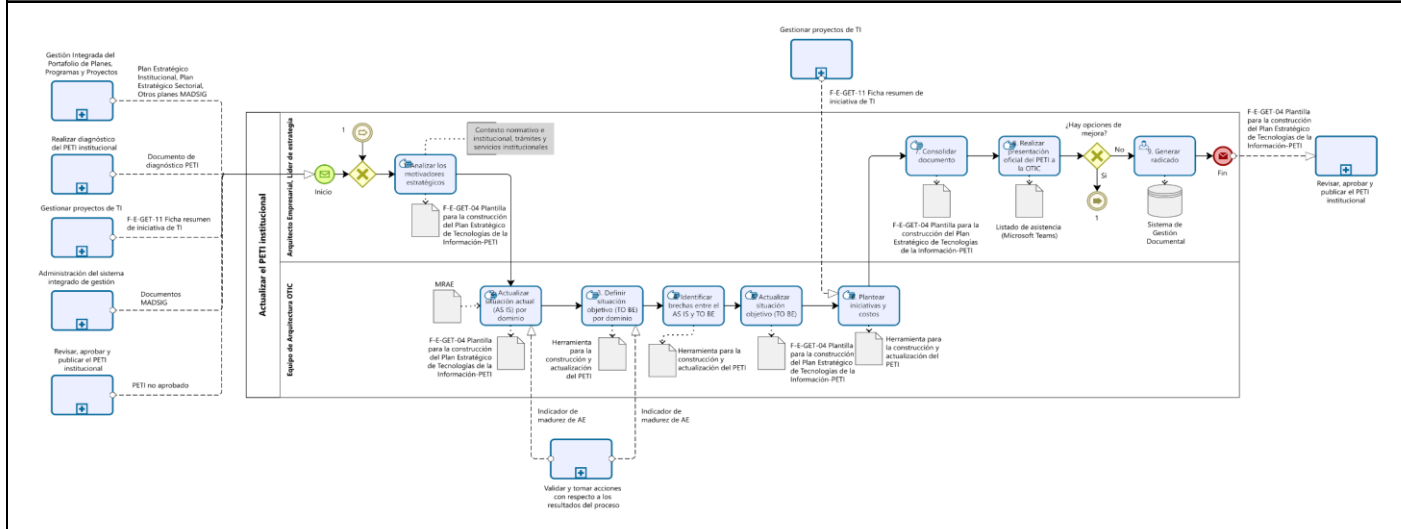 Gestión Integrada del
Portafolio de Planes,
Programas y Proyectos
Plan Estratégico
Institucional, Plan
Estratégico Sectorial,
Otros planes MADSIG
Realizar diagnóstico
del PETI institucional
Documento de
diagnóstico PETI
Gestionar proyectos de TI
F-E-GET-11 Ficha resumen
de iniciativa de TI
Administración del sistema
integrado de gestión
Documentos
MADSIG
Revisar, aprobar y
publicar el PETI
institucional
PETI no aprobado
Actualizar el PETI institucional
Arquitecto Empresarial, Líder de estrategia
Inicio
1
Analizar los
motivadores
estratégicos
Contexto normativo e
institucional, trámites y
servicios institucionales
F-E-GET-04 Plantilla
para la construcción
del Plan Estratégico
de Tecnologías de la
Información-PETI
Gestionar proyectos de TI
F-E-GET-11 Ficha resumen de
iniciativa de TI
7. Consolidar
documento
F-E-GET-04 Plantilla para la
construcción del Plan
Estratégico de Tecnologías
de la Información-PETI
8. Realizar
presentación
oficial del PETI a
la OTIC
Listado de asistencia
(Microsoft Teams)
¿Hay opciones de
mejora?
No
Si
1
9. Generar
radicado
Sistema de
Gestión
Documental
Fin
F-E-GET-04 Plantilla
para la construcción
del Plan Estratégico
de Tecnologías de la
Información-PETI
Revisar, aprobar y
publicar el PETI
institucional
Equipo de Arquitectura OTIC
MRAE
Actualizar
situación actual
(AS IS) por
dominio
F-E-GET-04 Plantilla
para la construcción
del Plan Estratégico
de Tecnologías de la
Información-PETI
Definir
situación
objetivo (TO BE)
por dominio
Herramienta
para la
construcción y
actualización
del PETI
Identificar
brechas entre el
AS IS y TO BE
Herramienta para la
construcción y
actualización del PETI
Actualizar
situación
objetivo (TO BE)
F-E-GET-04 Plantilla
para la construcción
del Plan Estratégico
de Tecnologías de la
Información-PETI
Plantear
iniciativas y
costos
Herramienta para la
construcción y
actualización del
PETI
Indicador de
madurez de AE
Indicador de
madurez de AE
Validar y tomar acciones
con respecto a los
resultados del proceso